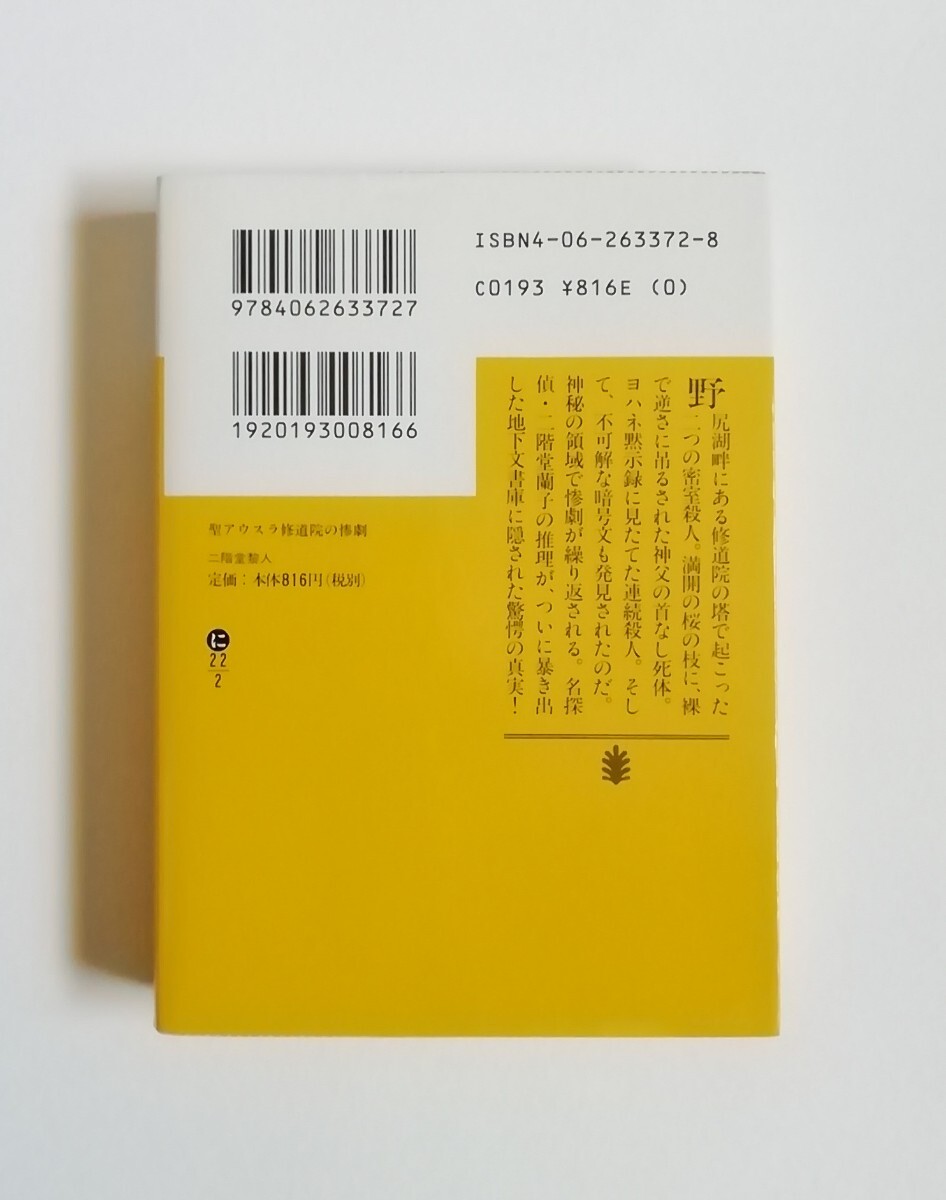 ISBN4-06-263372-8
C0193 ¥816E (0)
9784062633727
1920193008166
野尻湖畔にある修道院の塔で起こった
二つの密室殺人。満開の桜の枝に、裸
で逆さに吊るされた神父の首なし死体。
ヨハネ黙示録に見たてた連続殺人。そし
て、不可解な暗号文も発見されたのだ。
神秘の領域で惨劇が繰り返される。名探
偵・二階堂蘭子の推理が、ついに暴き出
した地下文書庫に隠された驚愕の真実！
聖アウスラ修道院の惨劇
二階堂黎人
定価：本体816円（税別）
に
22
2